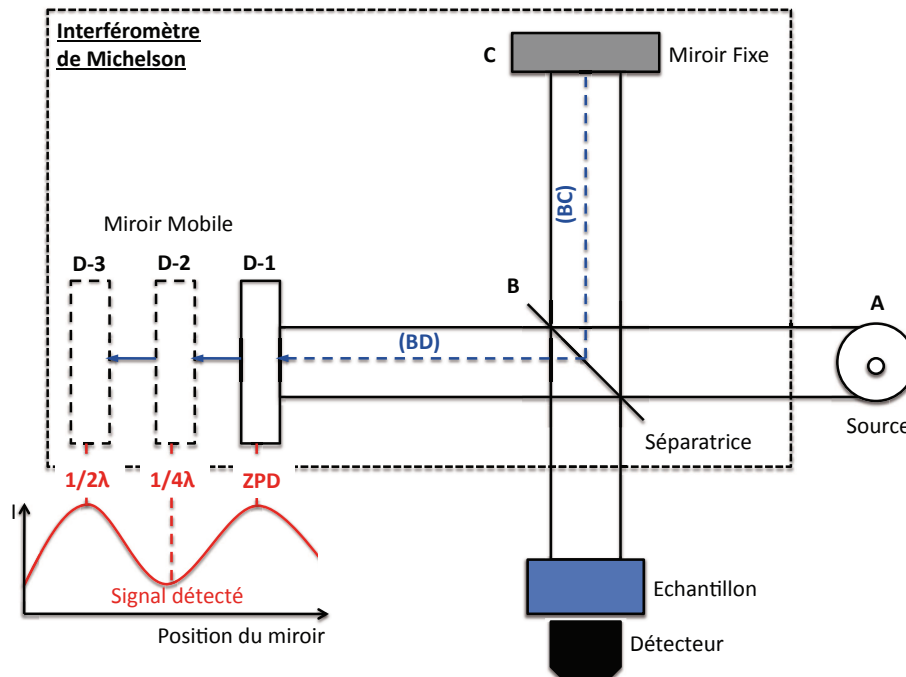 Interféromètre
de Michelson
C
Miroir Fixe
(BC)
Miroir Mobile
D-3
D-2
D-1
B
A
(BD)
Source
Séparatrice
1/2λ
1/4λ
ZPD
I
Signal détecté
Position du miroir
Echantillon
Détecteur